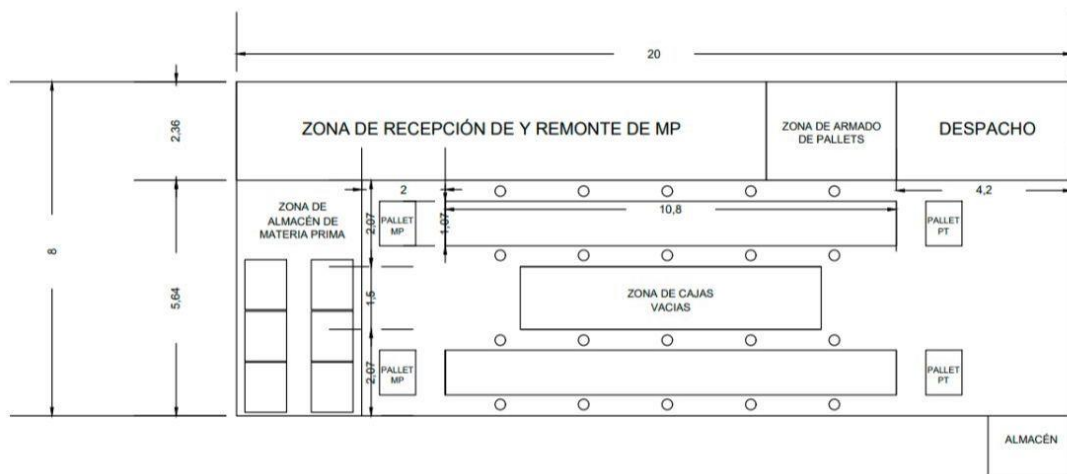 20
ZONA DE RECEPCIÓN DE Y REMONTE DE MP
ZONA DE ARMADO
DE PALLETS
DESPACHO
2,36
8
5,64
2
4,2
ZONA DE
ALMACÉN DE
MATERIA PRIMA
2,07
PALLET
MP
1,07
10,8
PALLET
PT
1,5
ZONA DE CAJAS
VACIAS
2,07
PALLET
MP
PALLET
PT
ALMACÉN